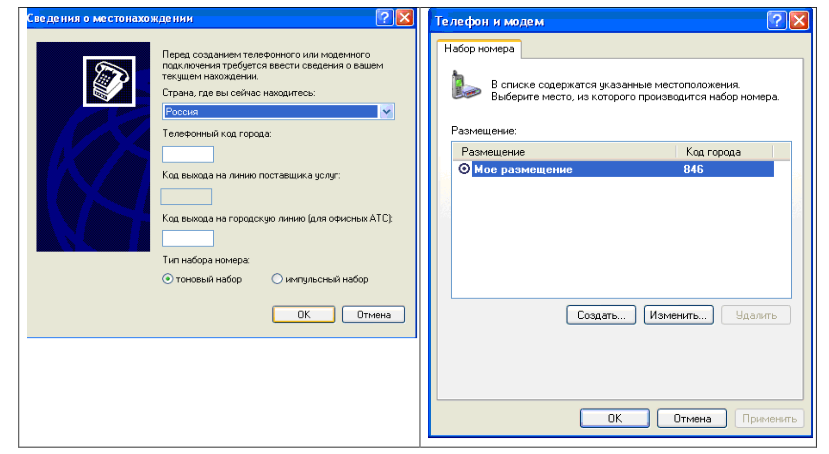 Сведения о местонахождении
Перед созданием телефонного или модемного
подключения требуется ввести сведения о вашем
текущем нахождении.
Страна, где вы сейчас находитесь:
Россия
Телефонный код города:
Код выхода на линию поставщика услуг:
Код выхода на городскую линию (для офисных АТС):
Тип набора номера:
тоновый набор
импульсный набор
ОК
Отмена
Телефон и модем
Набор номера
В списке содержатся указанные местоположения.
Выберите место, из которого производится набор номера.
Размещение:
Размещение Код города
Мое размещение 846
Создать... Изменить... Удалить
ОК Отмена Применить